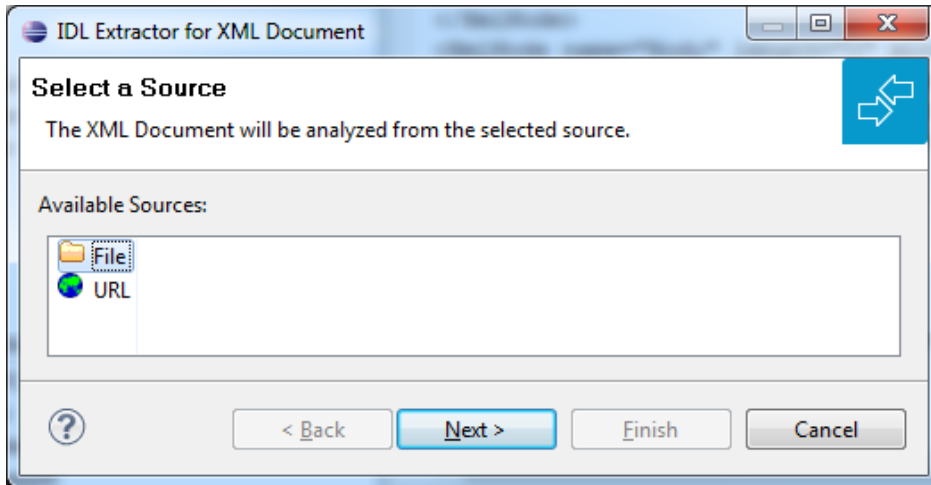 IDL Extractor for XML Document
Select a Source
The XML Document will be analyzed from the selected source.
Available Sources:
File
URL
?
< Back
Next >
Finish
Cancel